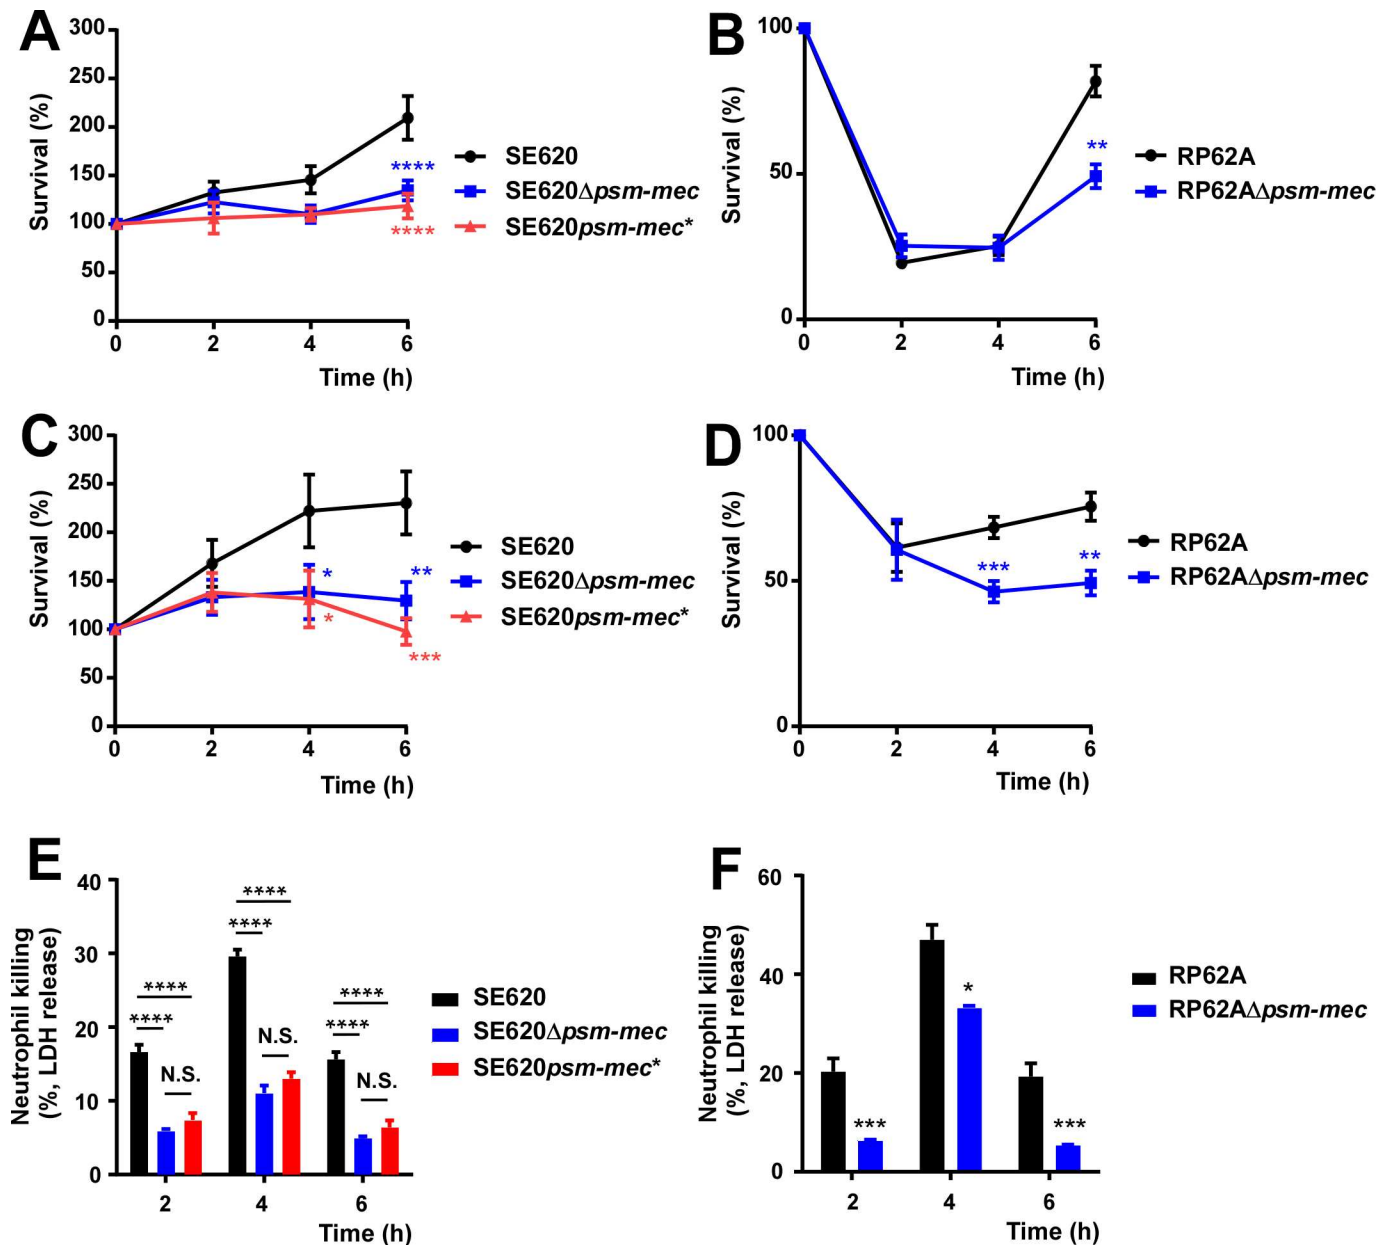 A
300
250
200
150
100
50
0
Survival (%)
0 2 4 6
Time (h)
****
****
SE620
SE620Δpsm-mec
SE620psm-mec*
B
100
50
0
Survival (%)
0 2 4 6
Time (h)
**
RP62A
RP62AΔpsm-mec
C
300
250
200
150
100
50
0
Survival (%)
0 2 4 6
Time (h)
*
**
*
***
SE620
SE620Δpsm-mec
SE620psm-mec*
D
100
50
0
Survival (%)
0 2 4 6
Time (h)
***
**
RP62A
RP62AΔpsm-mec
E
40
30
20
10
0
Neutrophil killing
(%, LDH release)
****
****
N.S.
****
****
N.S.
****
****
N.S.
2 4 6
Time (h)
SE620
SE620Δpsm-mec
SE620psm-mec*
F
60
40
20
0
Neutrophil killing
(%, LDH release)
***
*
***
2 4 6
Time (h)
RP62A
RP62AΔpsm-mec